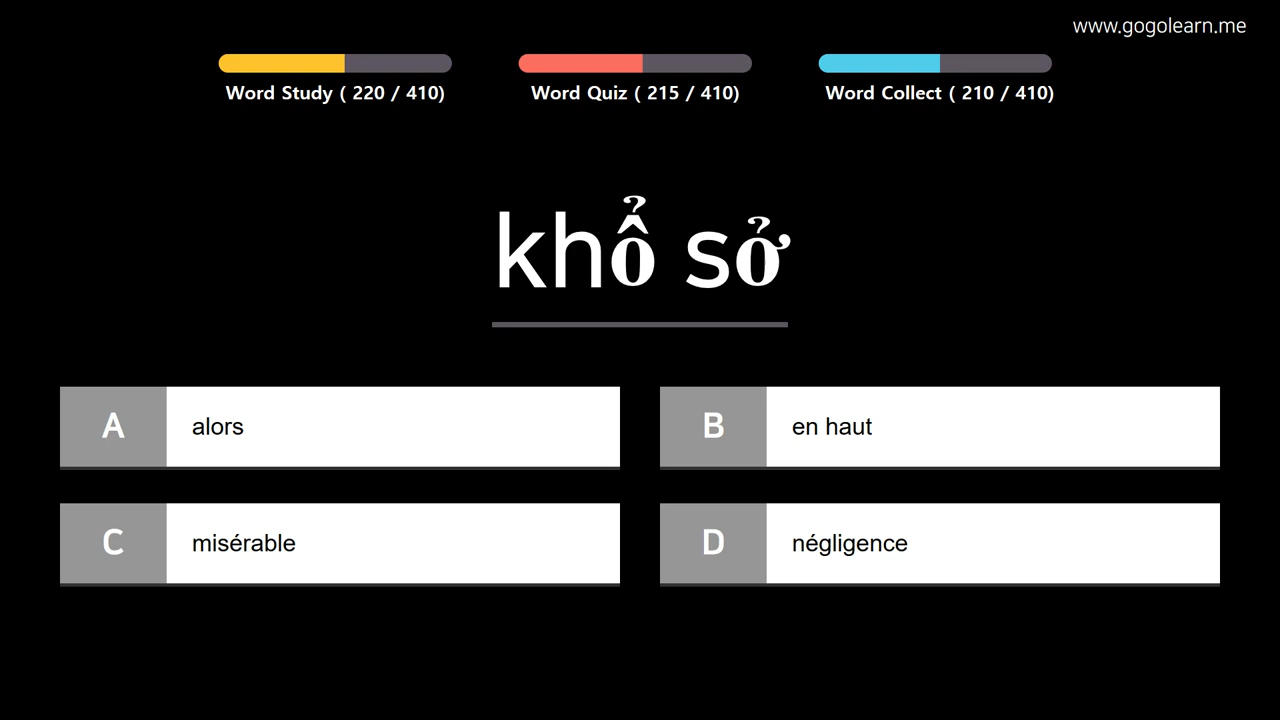 www.gogolearn.me
Word Study ( 220 / 410)
Word Quiz ( 215 / 410)
Word Collect ( 210 / 410)
khổ sở
A alors
B en haut
C misérable
D négligence